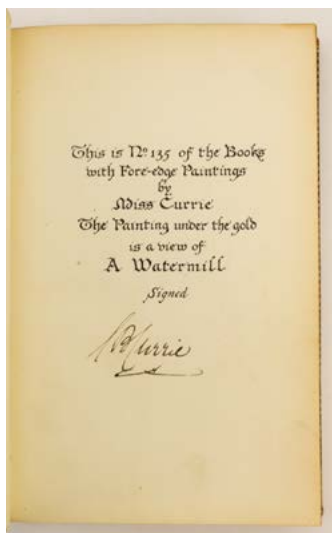 This is Nº 135 of the Books
with Fore-edge Paintings
by
Miss Currie
The Painting under the gold
is a view of
A Watermill
Signed
CBCurrie